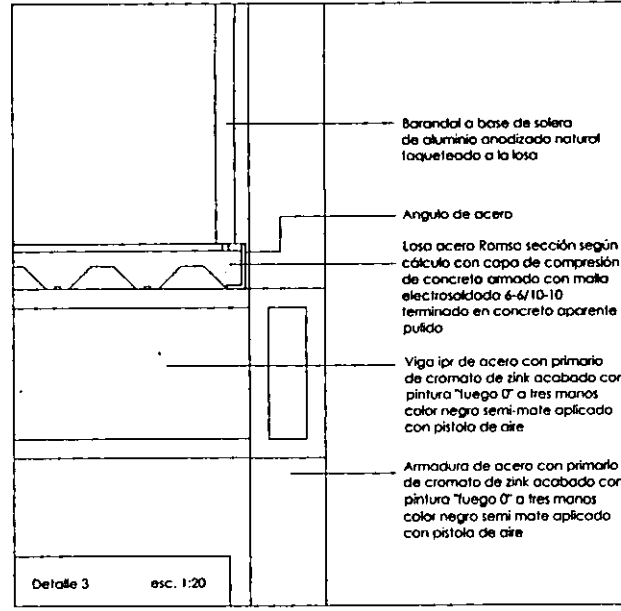 Barandal a base de solera
de aluminio anodizado natural
taqueteado a la losa
Angulo de acero
Losa acero Romsa sección según
cálculo con capa de compresión
de concreto armado con malla
electrosoldada 6-6/10-10
terminado en concreto aparente
pulido
Viga ipr de acero con primario
de cromato de zink acabado con
pintura "fuego 0" a tres manos
color negro semi-mate aplicado
con pistola de aire
Armadura de acero con primario
de cromato de zink acabado con
pintura "fuego 0" a tres manos
color negro semi mate aplicado
con pistola de aire
Detalle 3 esc. 1:20